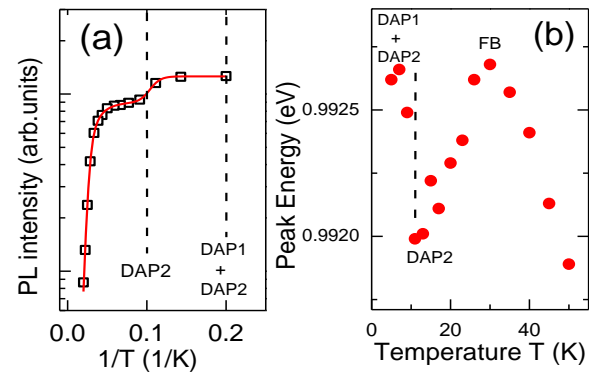 (a)
PL intensity (arb.units)
DAP2
DAP1
+
DAP2
0.0
0.1
0.2
1/T (1/K)
(b)
DAP1
+
DAP2
FB
DAP2
Peak Energy (eV)
0.9925
0.9920
0
20
40
Temperature T (K)